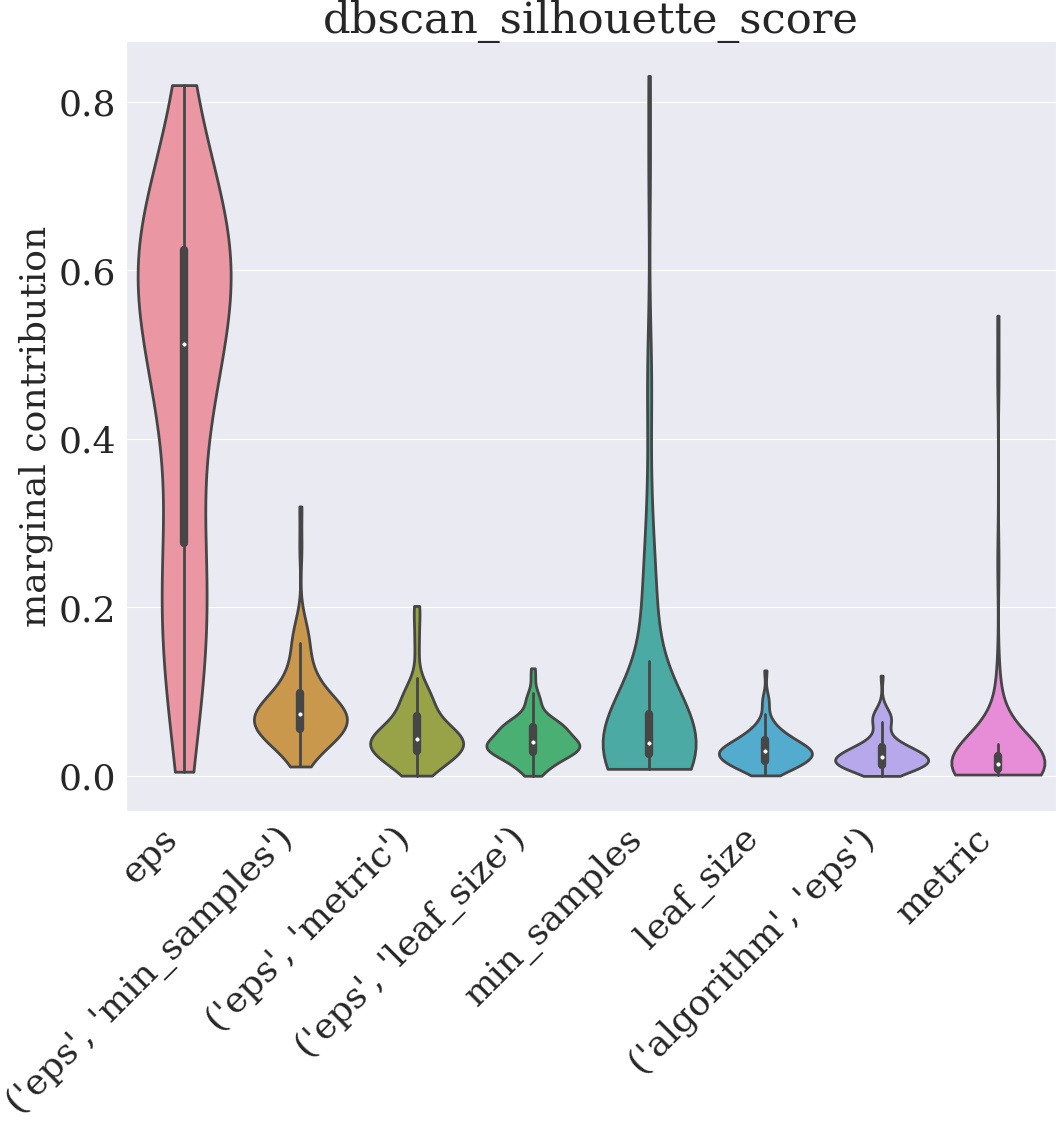 dbscan_silhouette_score
marginal contribution
0.8
0.6
0.4
0.2
0.0
eps
('eps', 'min_samples')
('eps', 'metric')
('eps', 'leaf_size')
min_samples
leaf_size
('algorithm', 'eps')
metric